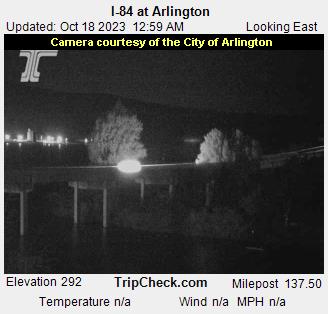 I-84 at Arlington
Updated: Oct 18 2023 12:59 AM Looking East
Camera courtesy of the City of Arlington
Elevation 292 TripCheck.com Milepost 137.50
Temperature n/a Wind n/a MPH n/a